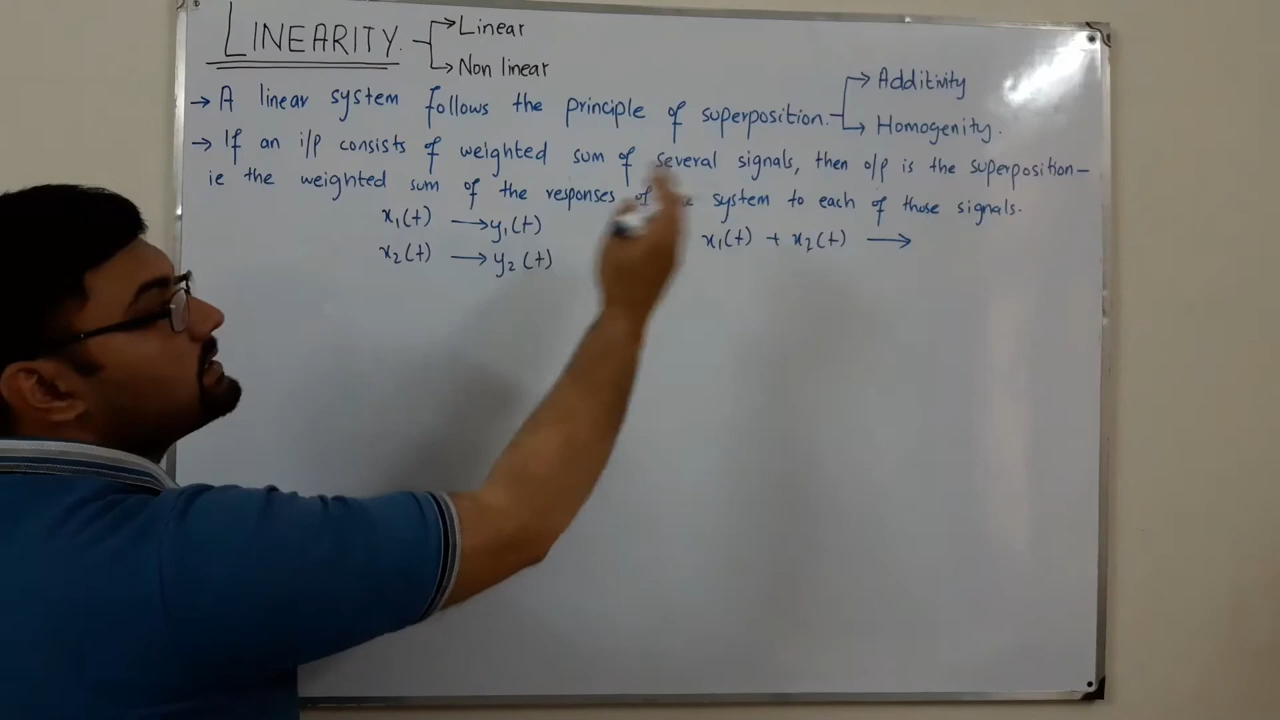 LINEARITY. → Linear
→ Non linear
→ A linear system follows the principle of superposition. → Additivity
→ Homogenity.
→ If an i/p consists of weighted sum of several signals, then o/p is the superposition –
ie the weighted sum of the responses of system to each of those signals.
x₁(t) → y₁(t)
x₂(t) → y₂(t)
x₁(t) + x₂(t) →